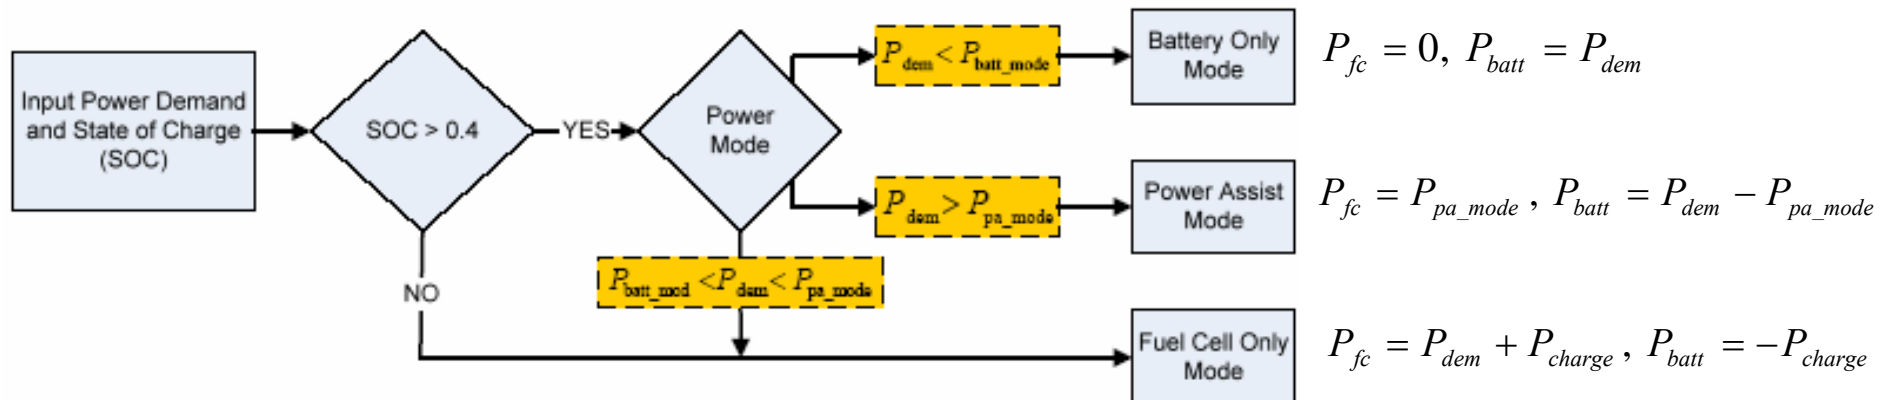 Input Power Demand
and State of Charge
(SOC)
SOC > 0.4
YES
NO
Power
Mode
P_dem < P_batt_mode
P_dem > P_pa_mode
P_batt_mod <P_dem< P_pa_mode
Battery Only
Mode
P_fc = 0, P_batt = P_dem
Power Assist
Mode
P_fc = P_pa_mode , P_batt = P_dem − P_pa_mode
Fuel Cell Only
Mode
P_fc = P_dem + P_charge , P_batt = −P_charge